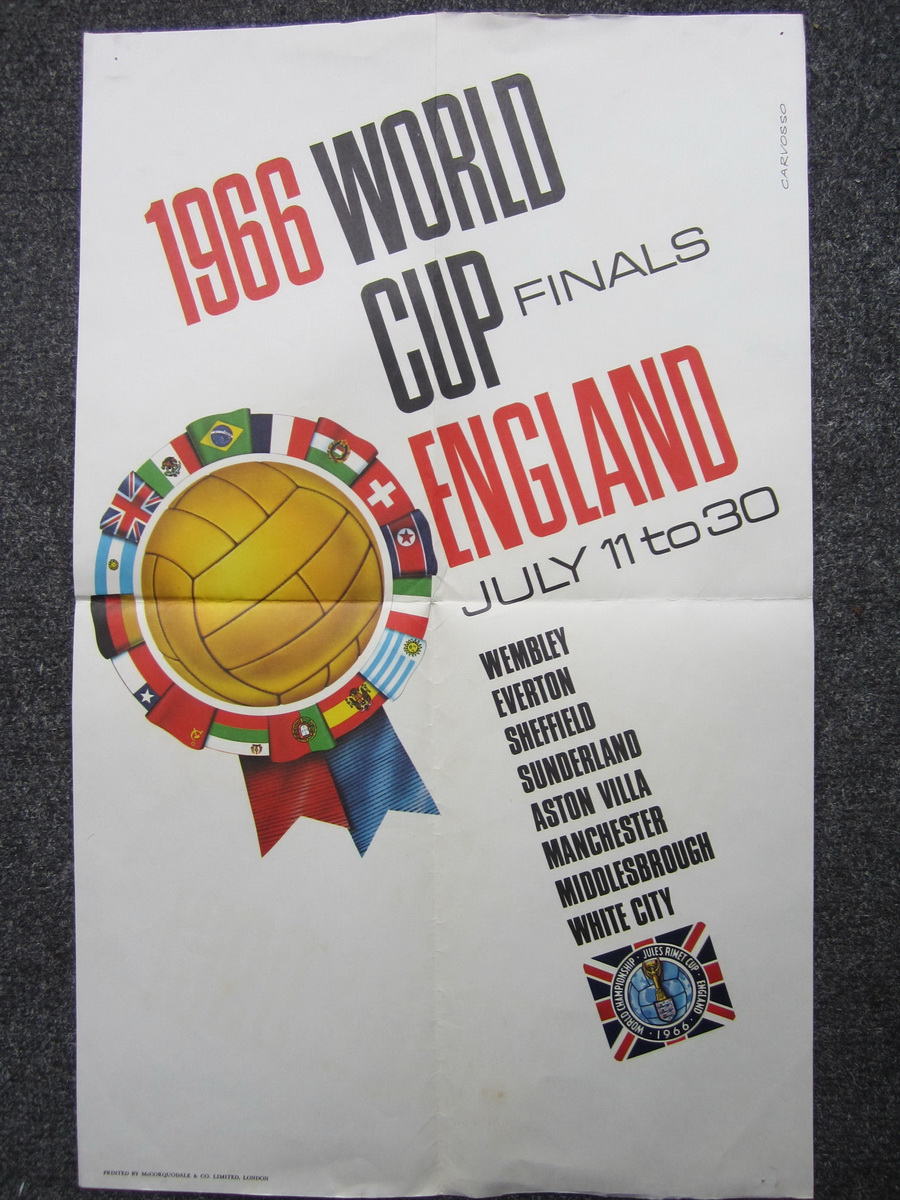 CARVOSSO
1966 WORLD
CUP FINALS
ENGLAND
JULY 11 to 30
WEMBLEY
EVERTON
SHEFFIELD
SUNDERLAND
ASTON VILLA
MANCHESTER
MIDDLESBROUGH
WHITE CITY
WORLD CHAMPIONSHIP · JULES RIMET CUP · ENGLAND · 1966 ·
PRINTED BY McCORQUODALE & CO. LIMITED, LONDON